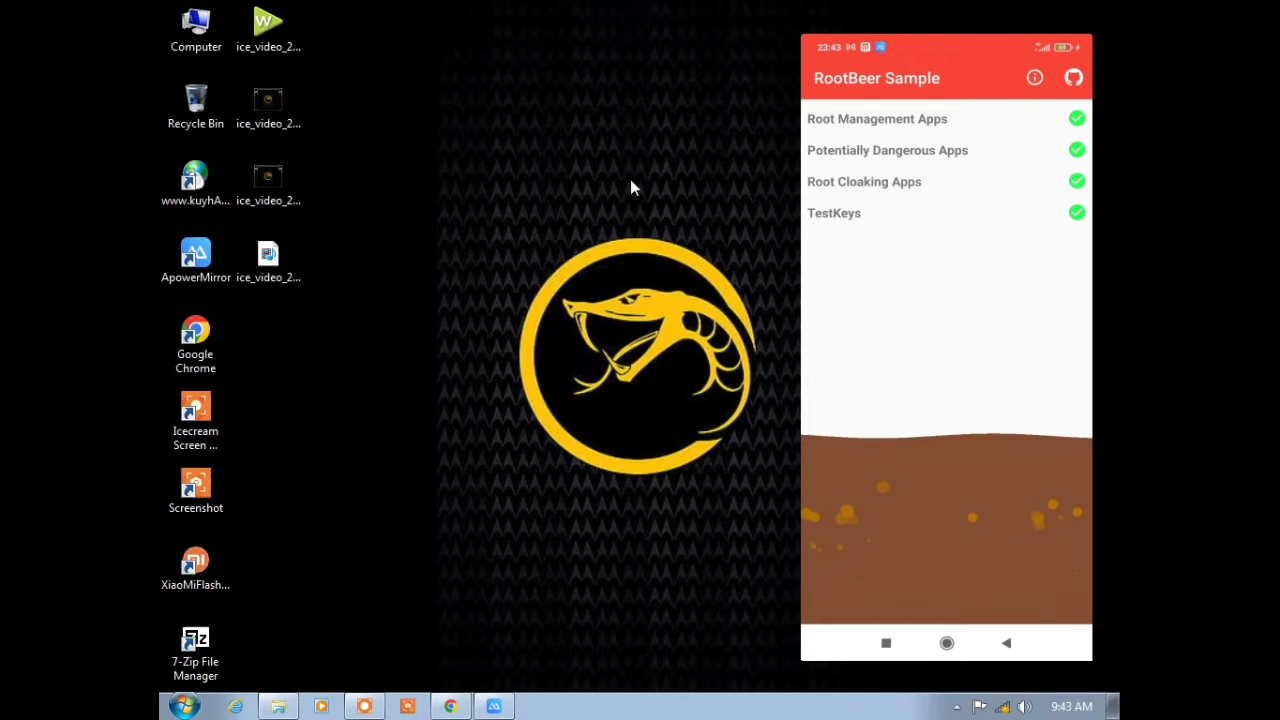 Computer
ice_video_2...
Recycle Bin
ice_video_2...
www.kuyhA...
ice_video_2...
ApowerMirror
ice_video_2...
Google
Chrome
Icecream
Screen ...
Screenshot
XiaoMiFlash...
7-Zip File
Manager
23:43
RootBeer Sample
Root Management Apps
Potentially Dangerous Apps
Root Cloaking Apps
TestKeys
9:43 AM